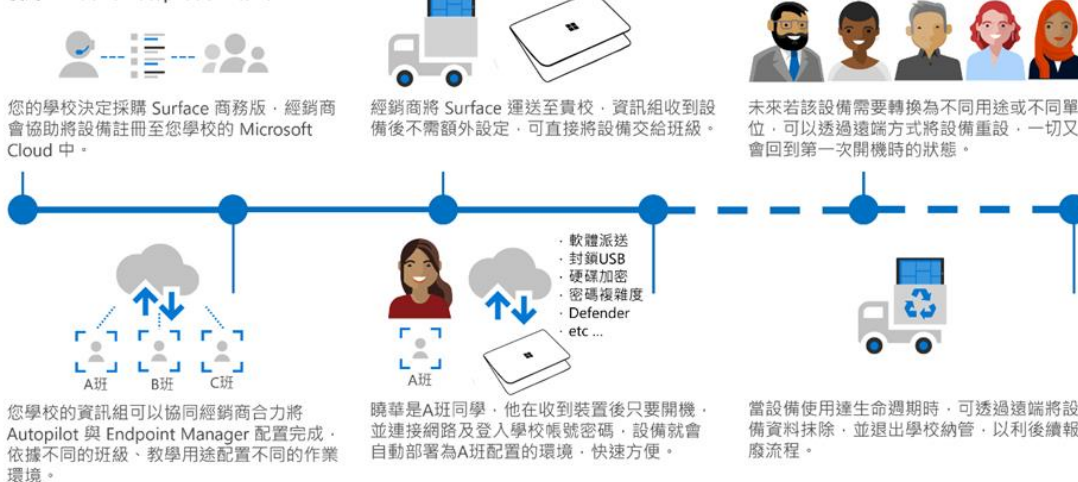 您的學校決定採購 Surface 商務版，經銷商
會協助將設備註冊至您學校的 Microsoft
Cloud 中。
經銷商將 Surface 運送至貴校，資訊組收到設
備後不需額外設定，可直接將設備交給班級。
未來若該設備需要轉換為不同用途或不同單
位，可以透過遠端方式將設備重設，一切又
會回到第一次開機時的狀態。
A班
B班
C班
您學校的資訊組可以協同經銷商合力將
Autopilot 與 Endpoint Manager 配置完成，
依據不同的班級、教學用途配置不同的作業
環境。
· 軟體派送
· 封鎖USB
· 硬碟加密
· 密碼複雜度
· Defender
· etc ...
A班
曉華是A班同學，他在收到裝置後只要開機，
並連接網路及登入學校帳號密碼，設備就會
自動部署為A班配置的環境，快速方便。
當設備使用達生命週期時，可透過遠端將設
備資料抹除，並退出學校納管，以利後續報
廢流程。